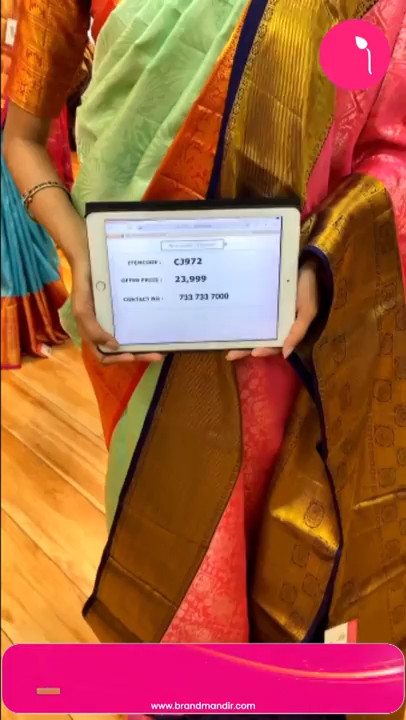 ITEMCODE : CJ972
OFFER PRICE : 23,999
CONTACT NO : 733 733 7000
www.brandmandir.com